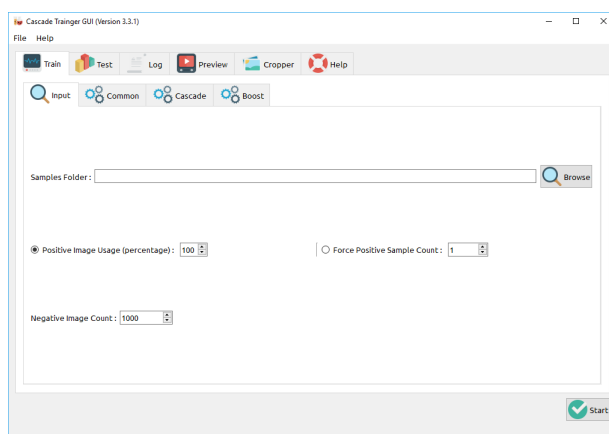 Cascade Trainger GUI (Version 3.3.1)
File Help
Train Test Log Preview Cropper Help
Input Common Cascade Boost
Samples Folder : Browse
Positive Image Usage (percentage) : 100 Force Positive Sample Count : 1
Negative Image Count : 1000
Start